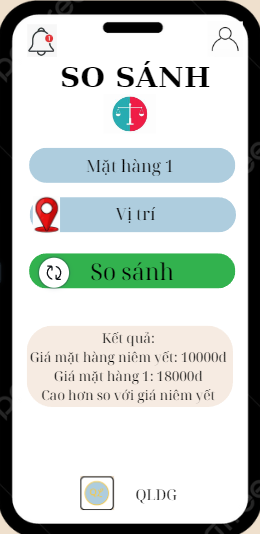 1
SO SÁNH
Mặt hàng 1
Vị trí
So sánh
Kết quả:
Giá mặt hàng niêm yết: 10000đ
Giá mặt hàng 1: 18000đ
Cao hơn so với giá niêm yết
QLDG